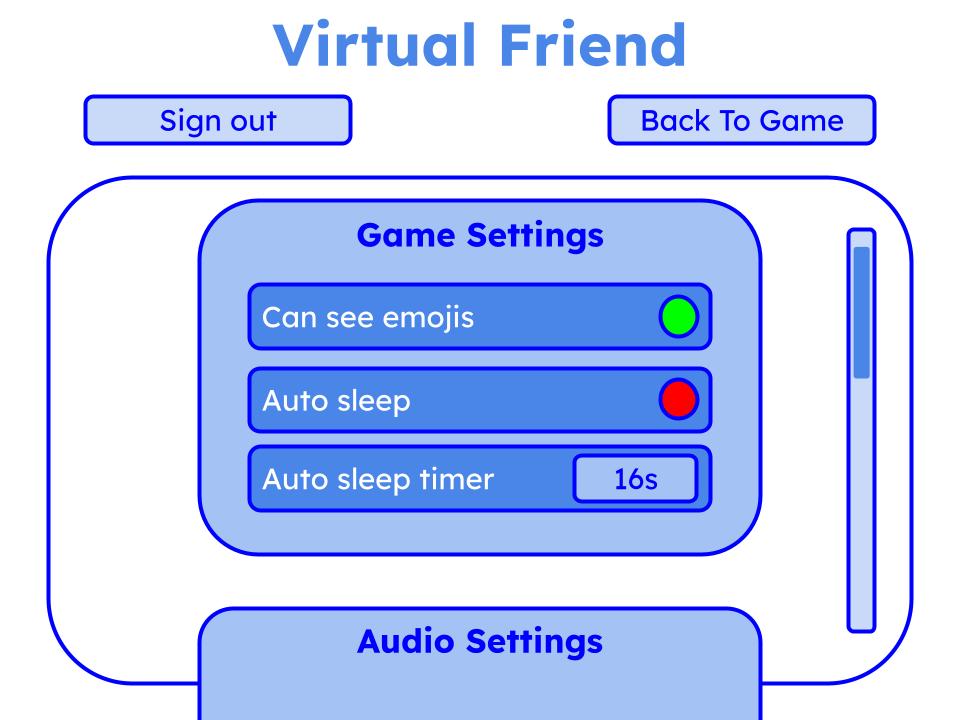 Virtual Friend
Sign out
Back To Game
Game Settings
Can see emojis
Auto sleep
Auto sleep timer
16s
Audio Settings